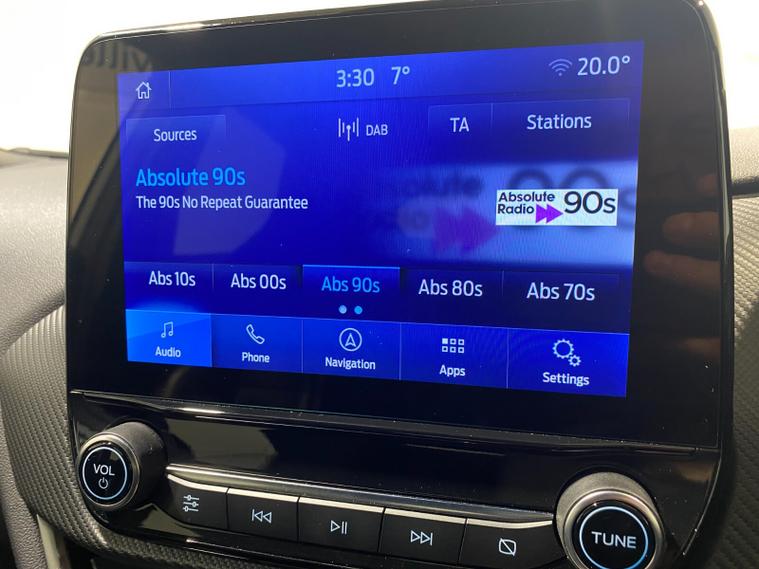 3:30 7° 20.0°
Sources DAB TA Stations
Absolute 90s
The 90s No Repeat Guarantee
Absolute
Radio 90s
Abs 10s Abs 00s Abs 90s Abs 80s Abs 70s
Audio Phone Navigation Apps Settings
VOL
TUNE